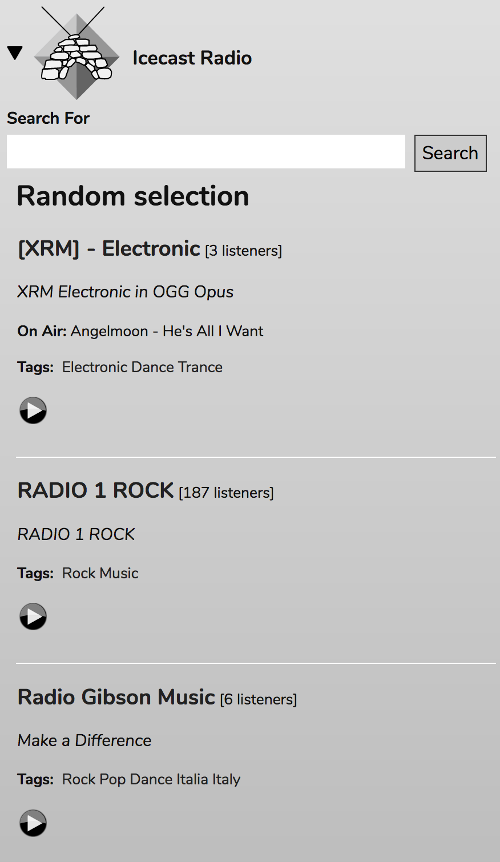 Icecast Radio
Search For
Search
Random selection
[XRM] - Electronic [3 listeners]
XRM Electronic in OGG Opus
On Air: Angelmoon - He's All I Want
Tags: Electronic Dance Trance
RADIO 1 ROCK [187 listeners]
RADIO 1 ROCK
Tags: Rock Music
Radio Gibson Music [6 listeners]
Make a Difference
Tags: Rock Pop Dance Italia Italy